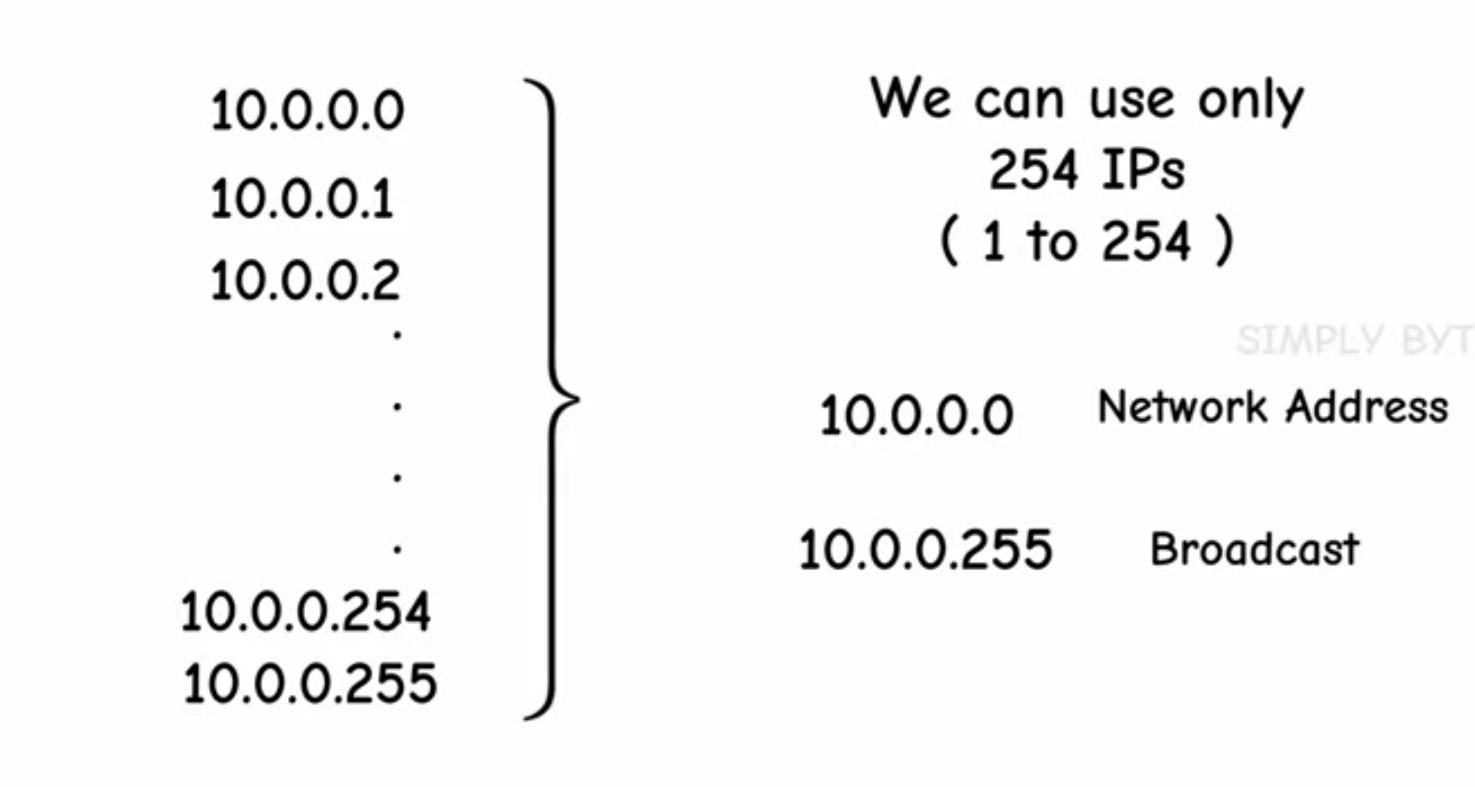 10.0.0.0
10.0.0.1
10.0.0.2
.
.
.
.
10.0.0.254
10.0.0.255
We can use only
254 IPs
( 1 to 254 )
SIMPLY BYT
10.0.0.0 Network Address
10.0.0.255 Broadcast